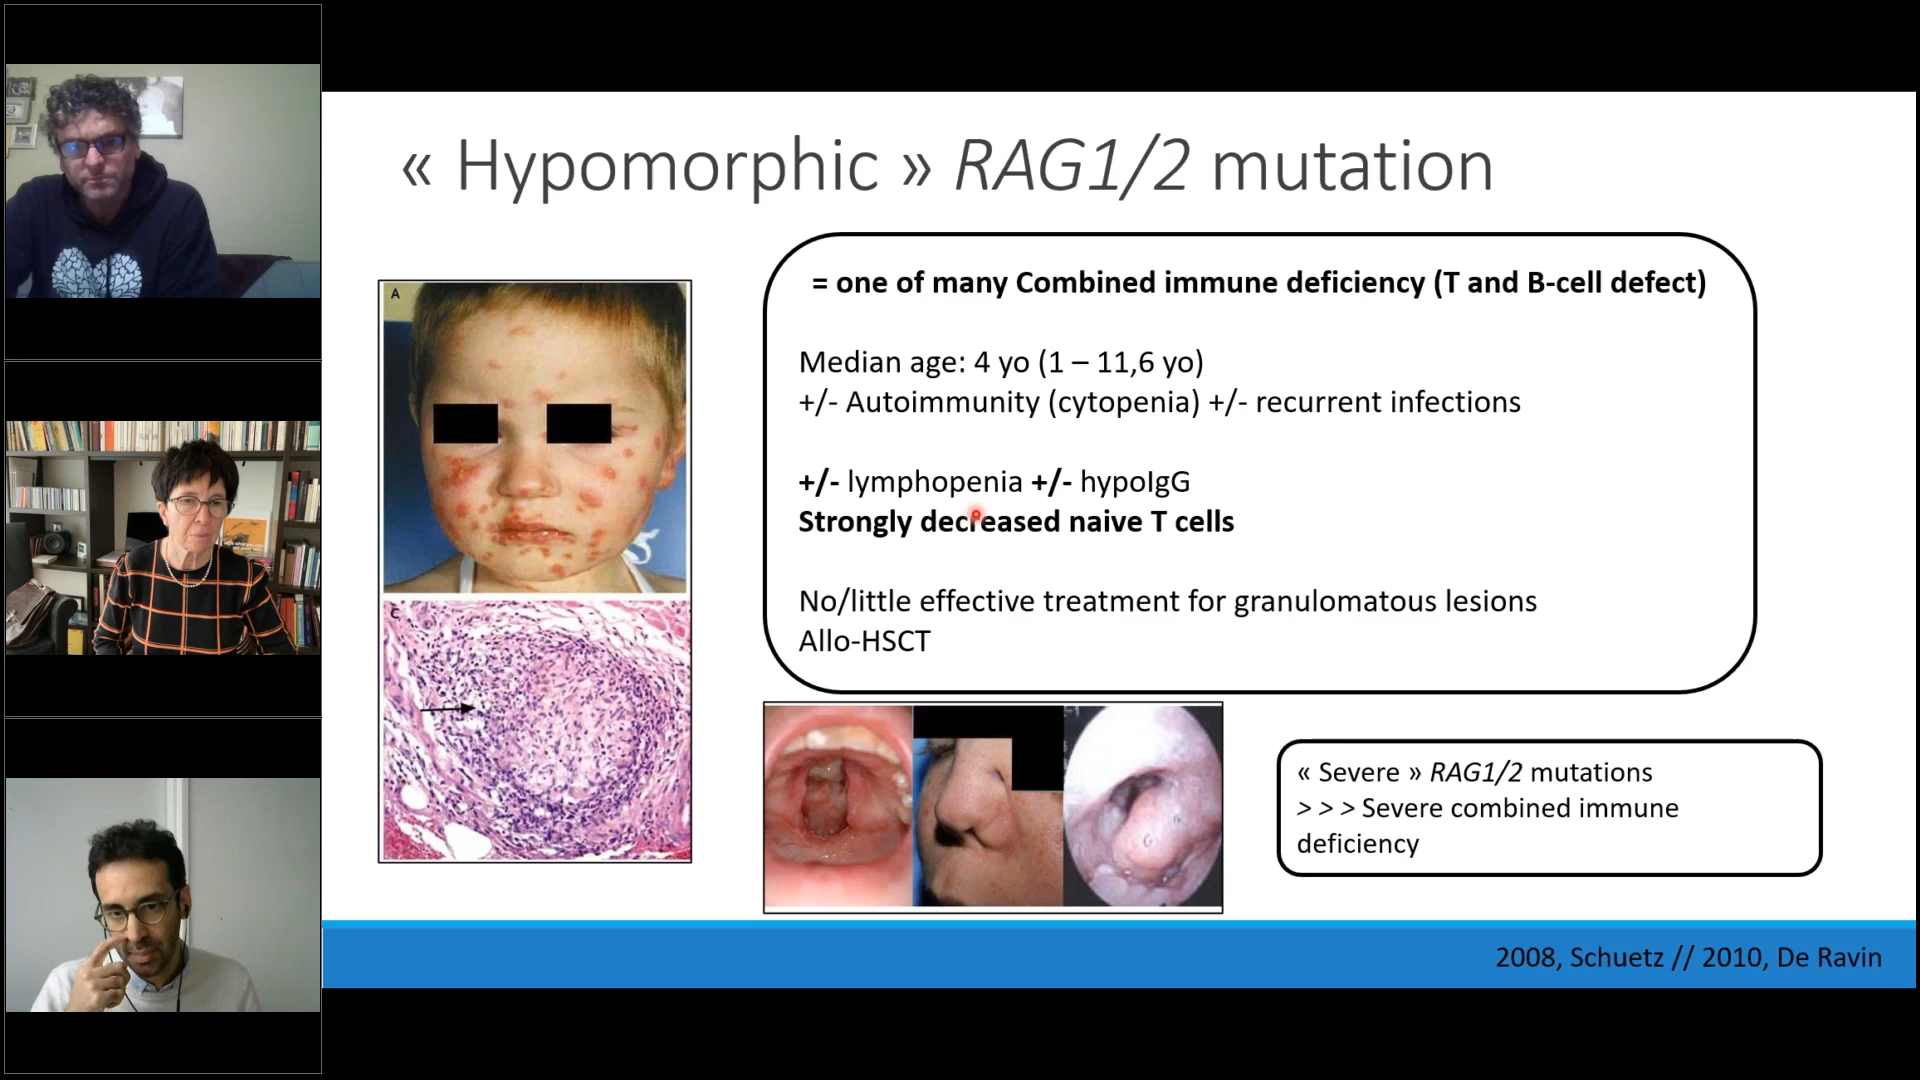 « Hypomorphic » RAG1/2 mutation
A
C
= one of many Combined immune deficiency (T and B-cell defect)
Median age: 4 yo (1 – 11,6 yo)
+/- Autoimmunity (cytopenia) +/- recurrent infections
+/- lymphopenia +/- hypoIgG
Strongly decreased naive T cells
No/little effective treatment for granulomatous lesions
Allo-HSCT
« Severe » RAG1/2 mutations
> > > Severe combined immune
deficiency
2008, Schuetz // 2010, De Ravin